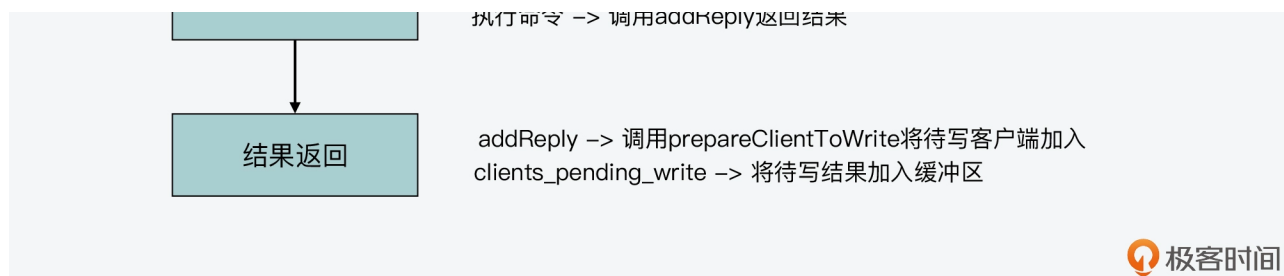 执行命令 -> 调用addReply返回结果
结果返回
addReply -> 调用prepareClientToWrite将待写客户端加入
clients_pending_write -> 将待写结果加入缓冲区
极客时间